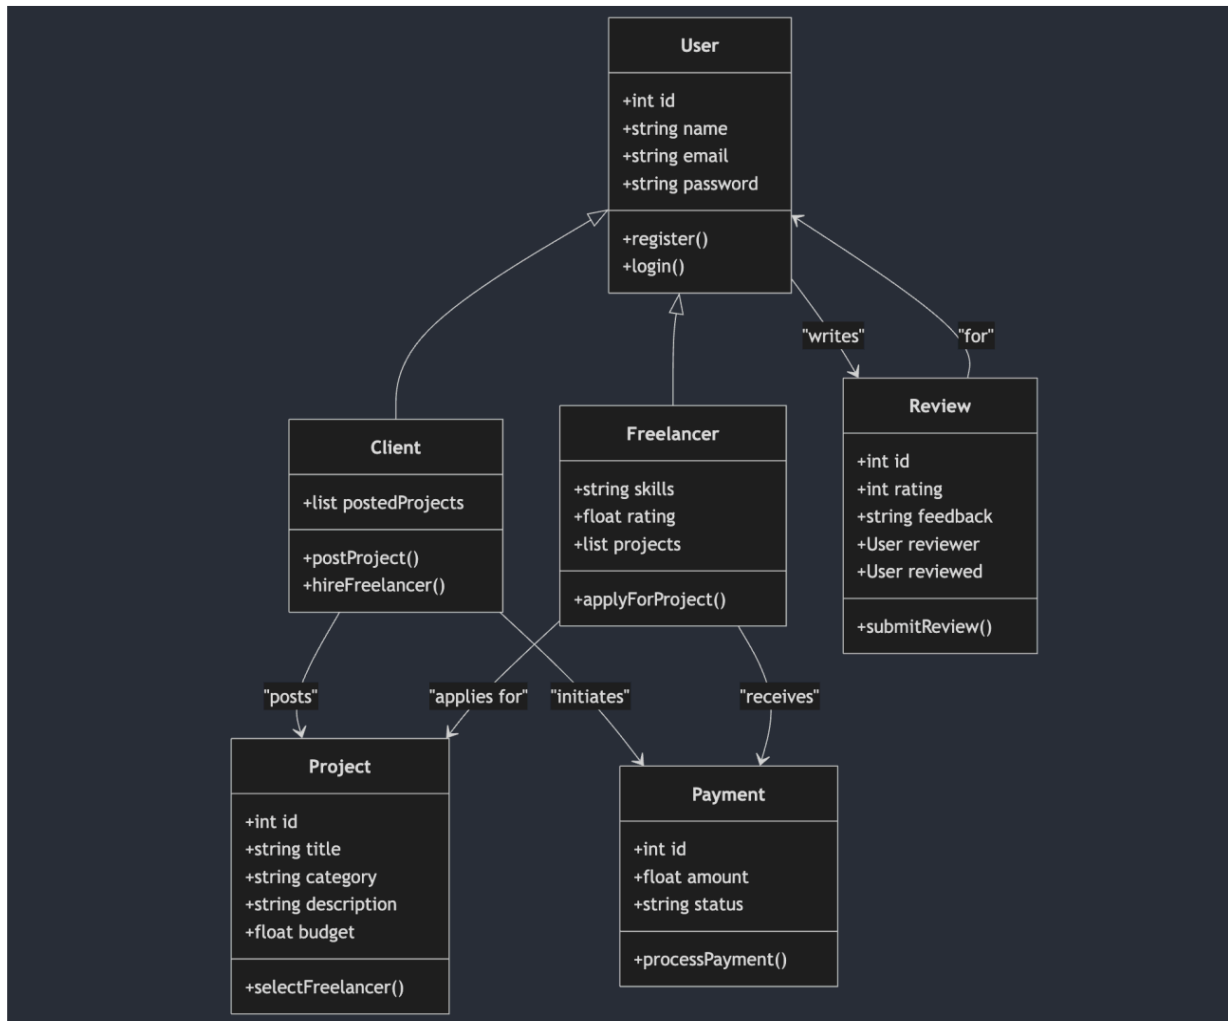 User
+int id
+string name
+string email
+string password
+register()
+login()
"writes"
"for"
Client
+list postedProjects
+postProject()
+hireFreelancer()
Freelancer
+string skills
+float rating
+list projects
+applyForProject()
Review
+int id
+int rating
+string feedback
+User reviewer
+User reviewed
+submitReview()
"posts"
"applies for"
"initiates"
"receives"
Project
+int id
+string title
+string category
+string description
+float budget
+selectFreelancer()
Payment
+int id
+float amount
+string status
+processPayment()